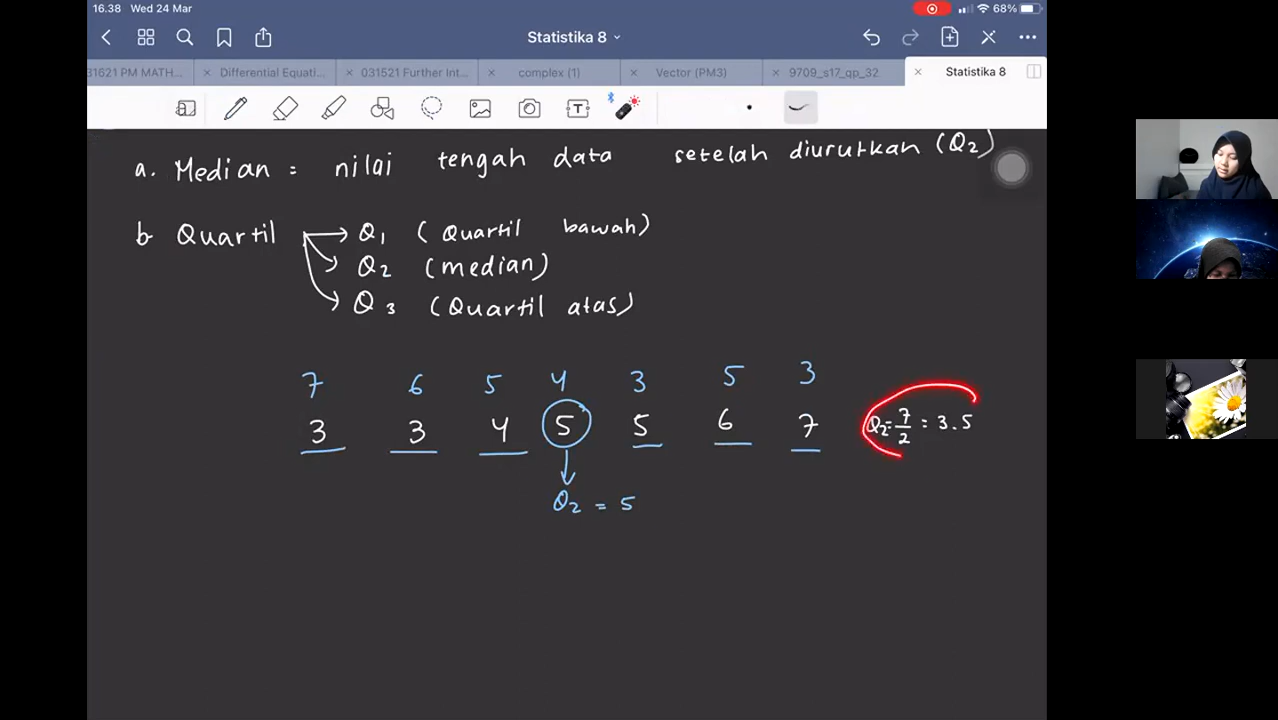 16.38 Wed 24 Mar
68%
Statistika 8
31621 PM MATH...
Differential Equati...
031521 Further Int...
complex (1)
Vector (PM3)
9709_s17_qp_32
Statistika 8
a. Median = nilai tengah data setelah diurutkan (Q2)
b Quartil Q1 (Quartil bawah)
Q2 (median)
Q3 (Quartil atas)
7 6 5 4 3 5 3
3 3 4 5 5 6 7 Q2 = 7/2 = 3.5
Q2 = 5